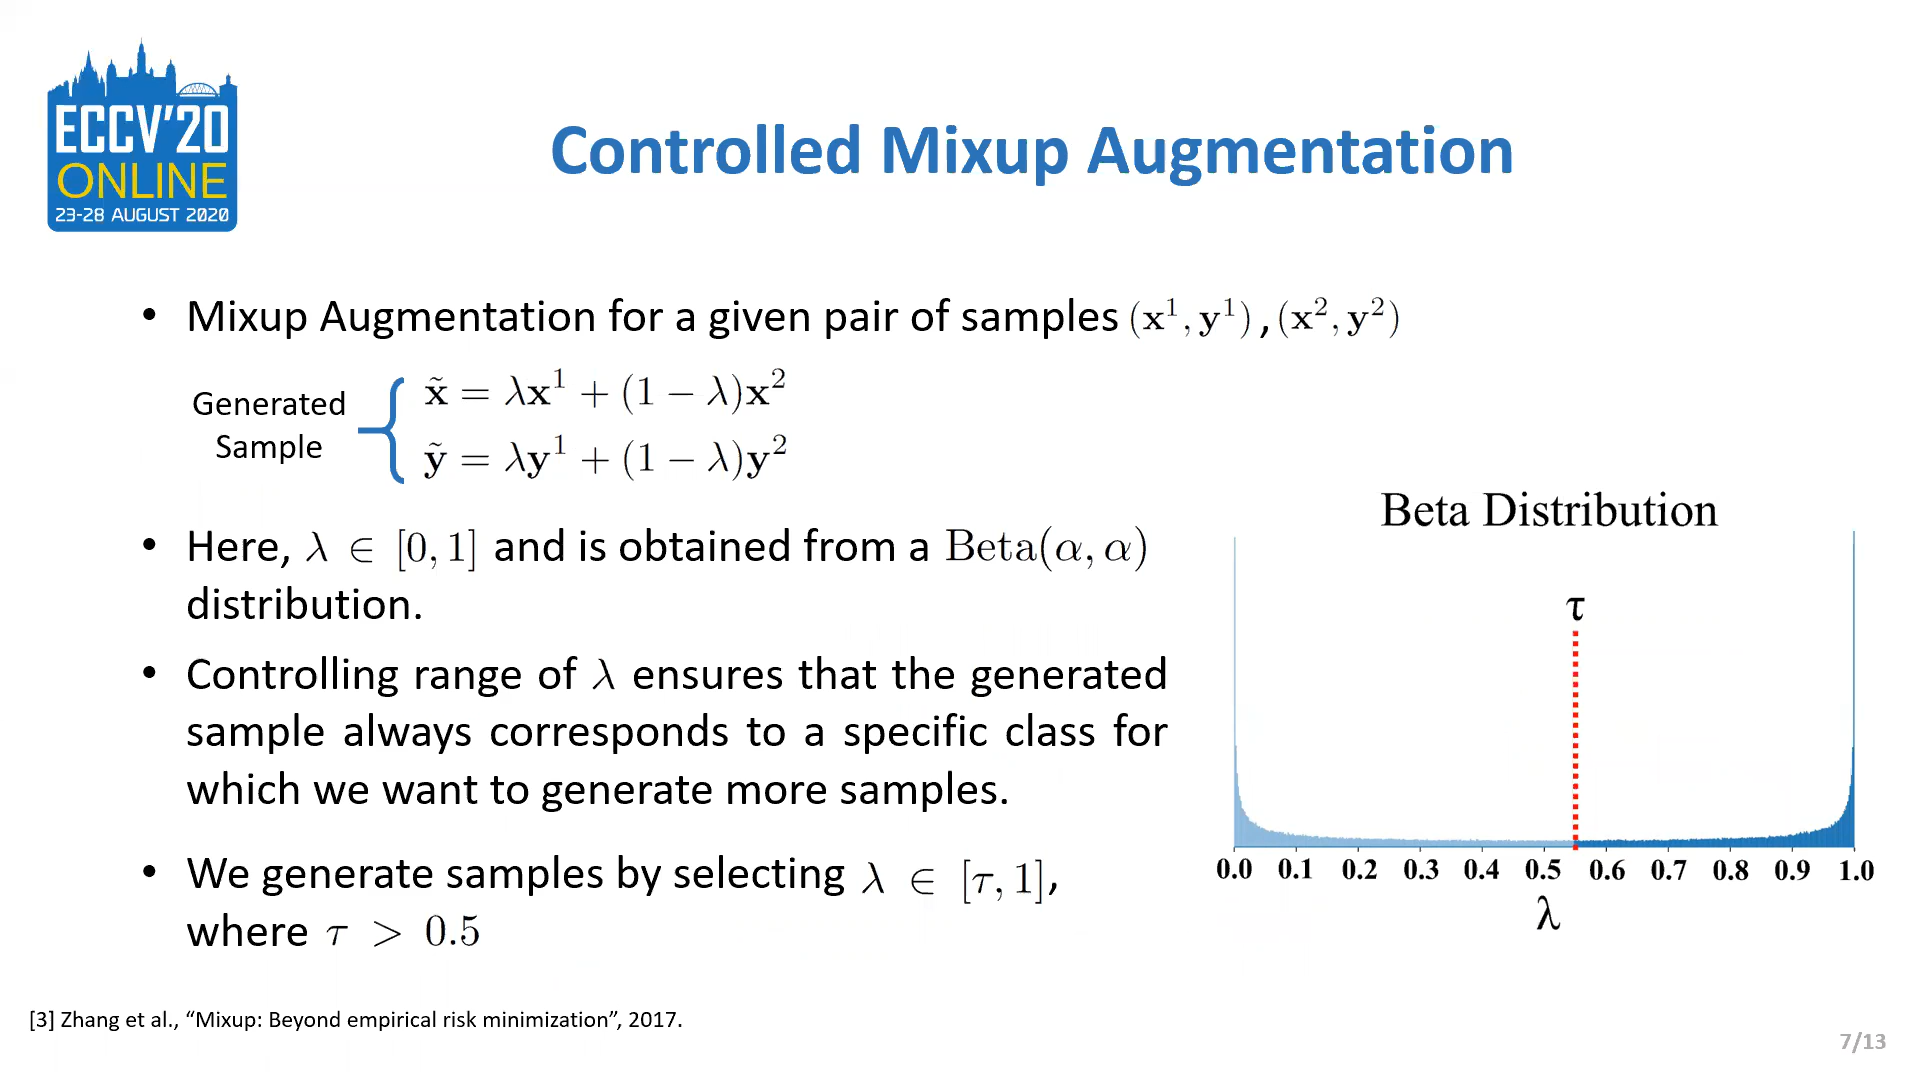 ECCV'20
ONLINE
23-28 AUGUST 2020
Controlled Mixup Augmentation
• Mixup Augmentation for a given pair of samples (x¹, y¹) , (x², y²)
Generated
Sample
x̃ = λx¹ + (1 − λ)x²
ỹ = λy¹ + (1 − λ)y²
• Here, λ ∈ [0, 1] and is obtained from a Beta(α, α)
distribution.
• Controlling range of λ ensures that the generated
sample always corresponds to a specific class for
which we want to generate more samples.
• We generate samples by selecting λ ∈ [τ, 1],
where τ > 0.5
Beta Distribution
τ
0.0 0.1 0.2 0.3 0.4 0.5 0.6 0.7 0.8 0.9 1.0
λ
[3] Zhang et al., “Mixup: Beyond empirical risk minimization”, 2017.
7/13